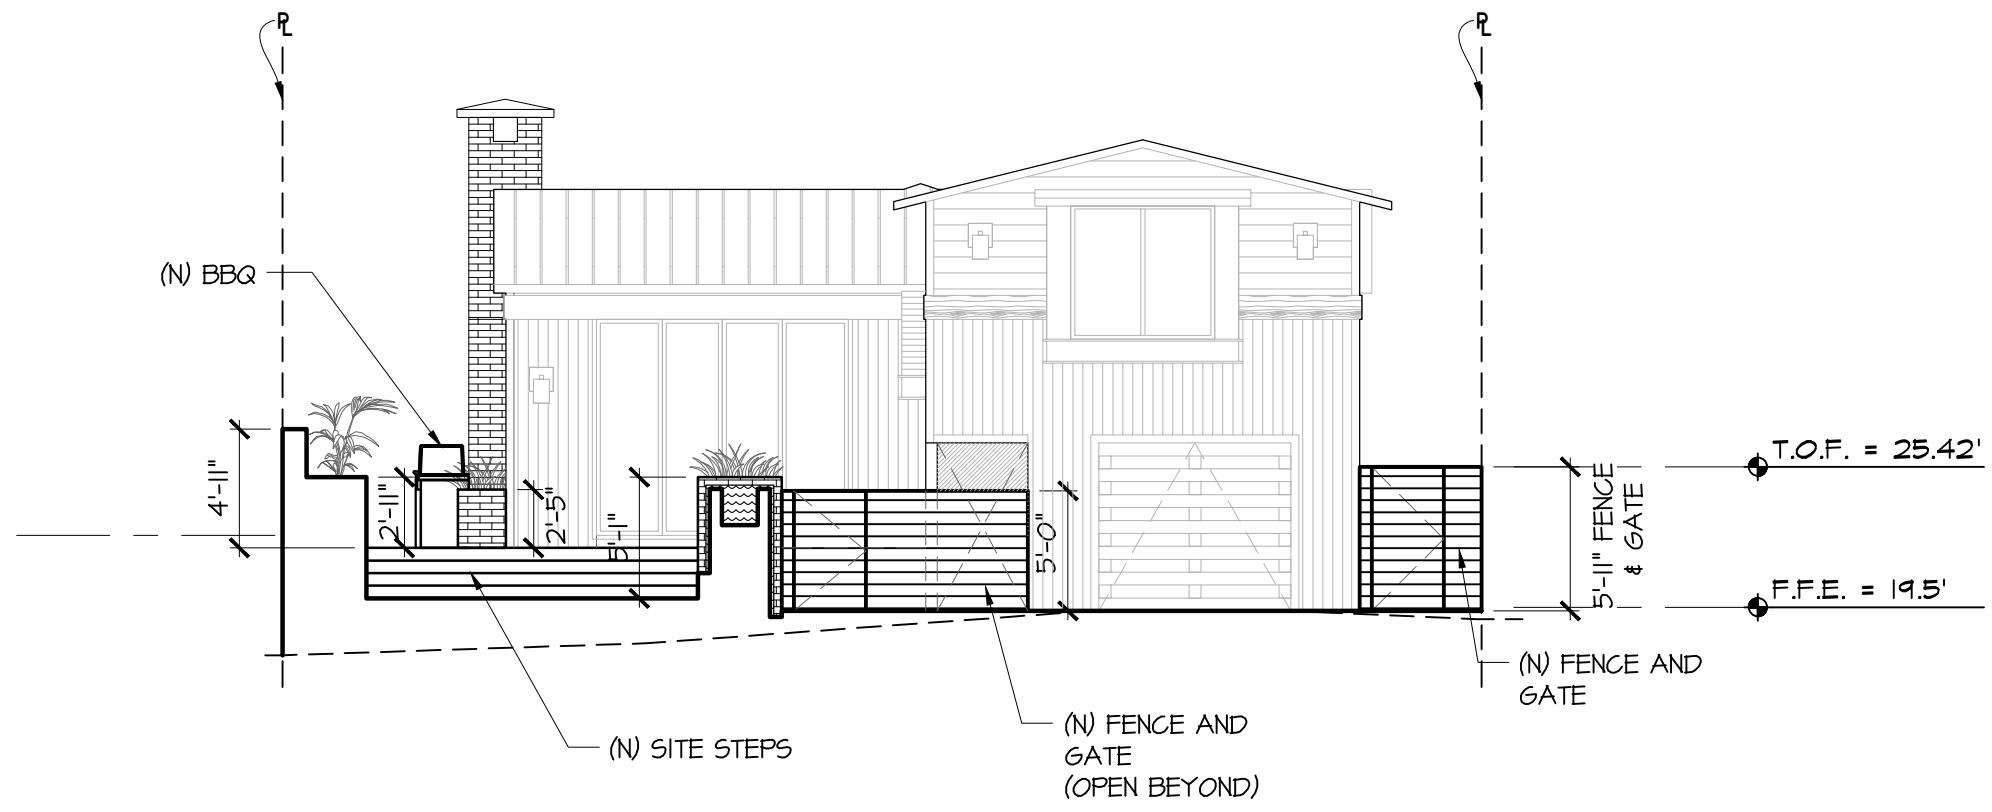 PL
PL
(N) BBQ
T.O.F. = 25.42'
4'-11"
2'-11"
2'-5"
5'-1"
5'-0"
5'-11" FENCE
& GATE
F.F.E. = 19.5'
(N) FENCE AND
GATE
(N) FENCE AND
GATE
(OPEN BEYOND)
(N) SITE STEPS